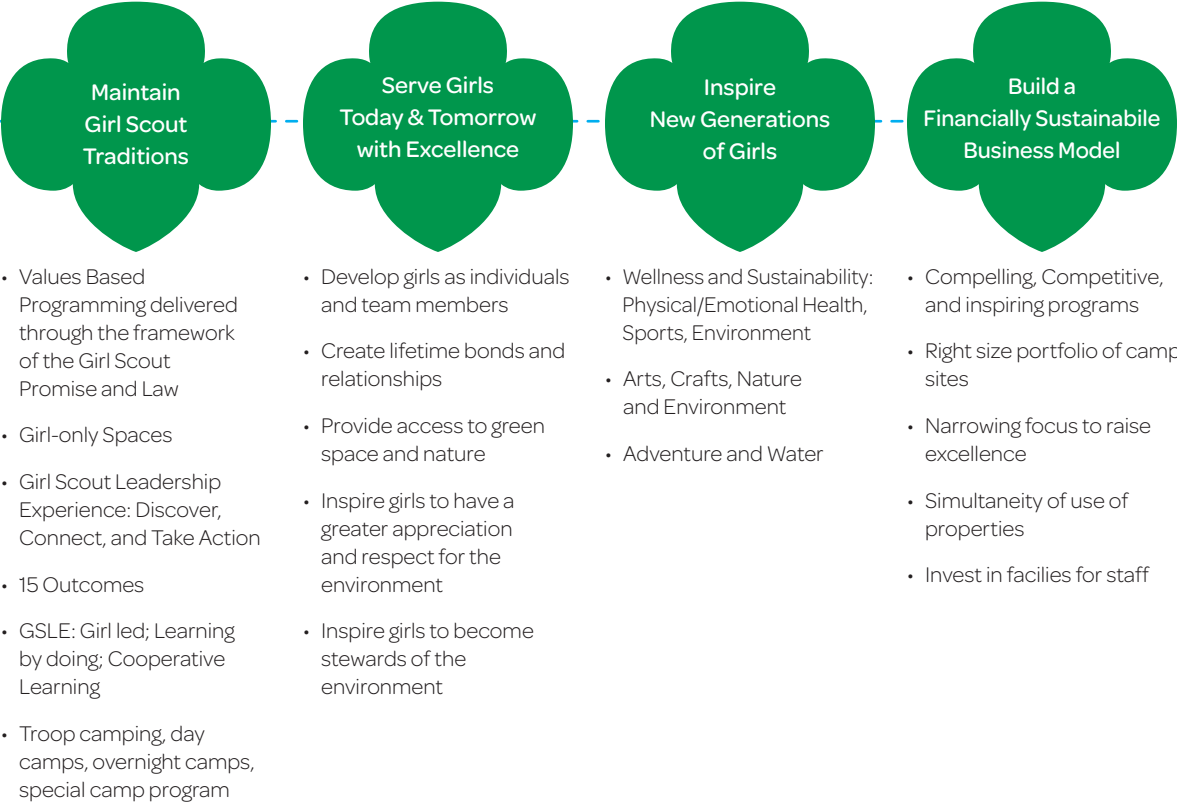 Maintain
Girl Scout
Traditions
• Values Based
Programming delivered
through the framework
of the Girl Scout
Promise and Law
• Girl-only Spaces
• Girl Scout Leadership
Experience: Discover,
Connect, and Take Action
• 15 Outcomes
• GSLE: Girl led; Learning
by doing; Cooperative
Learning
• Troop camping, day
camps, overnight camps,
special camp program
Serve Girls
Today & Tomorrow
with Excellence
• Develop girls as individuals
and team members
• Create lifetime bonds and
relationships
• Provide access to green
space and nature
• Inspire girls to have a
greater appreciation
and respect for the
environment
• Inspire girls to become
stewards of the
environment
Inspire
New Generations
of Girls
• Wellness and Sustainability:
Physical/Emotional Health,
Sports, Environment
• Arts, Crafts, Nature
and Environment
• Adventure and Water
Build a
Financially Sustainabile
Business Model
• Compelling, Competitive,
and inspiring programs
• Right size portfolio of camp
sites
• Narrowing focus to raise
excellence
• Simultaneity of use of
properties
• Invest in facilies for staff